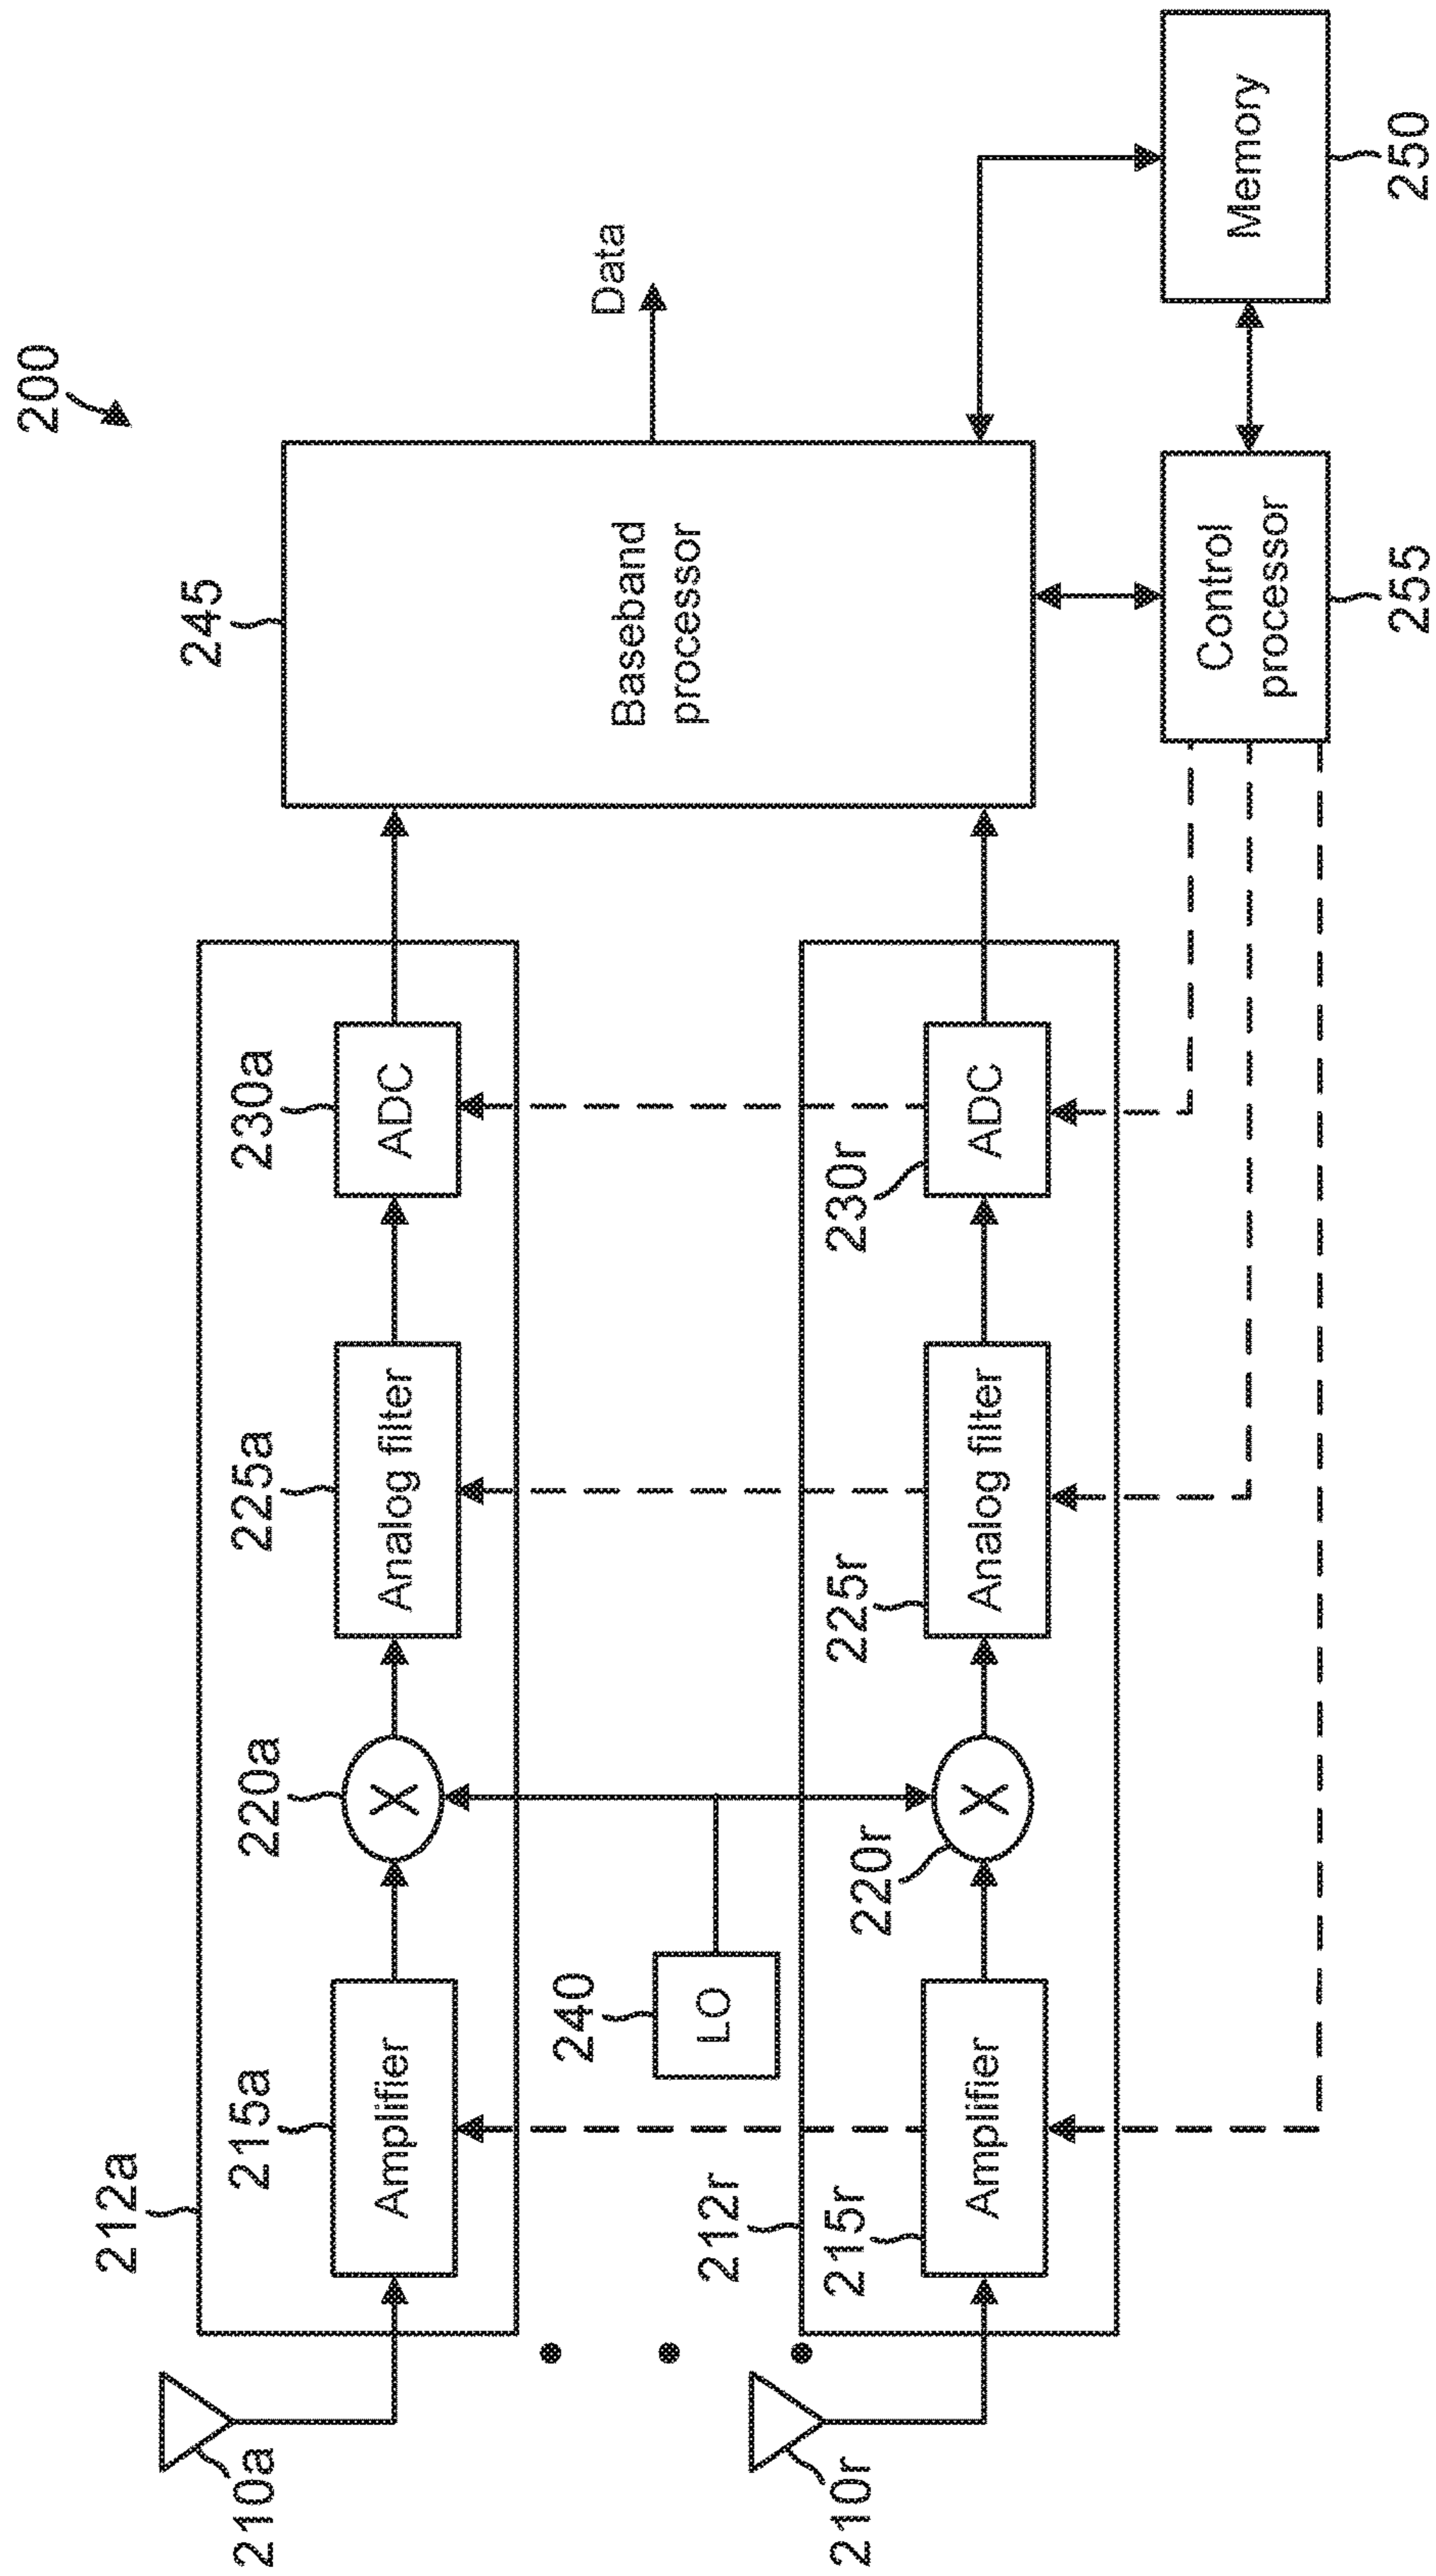 200
212a
215a
Amplifier
220a
X
225a
Analog filter
230a
ADC
210a
245
Baseband
processor
Data
240
LO
212r
215r
Amplifier
220r
X
225r
Analog filter
230r
ADC
210r
Control
processor
255
Memory
250